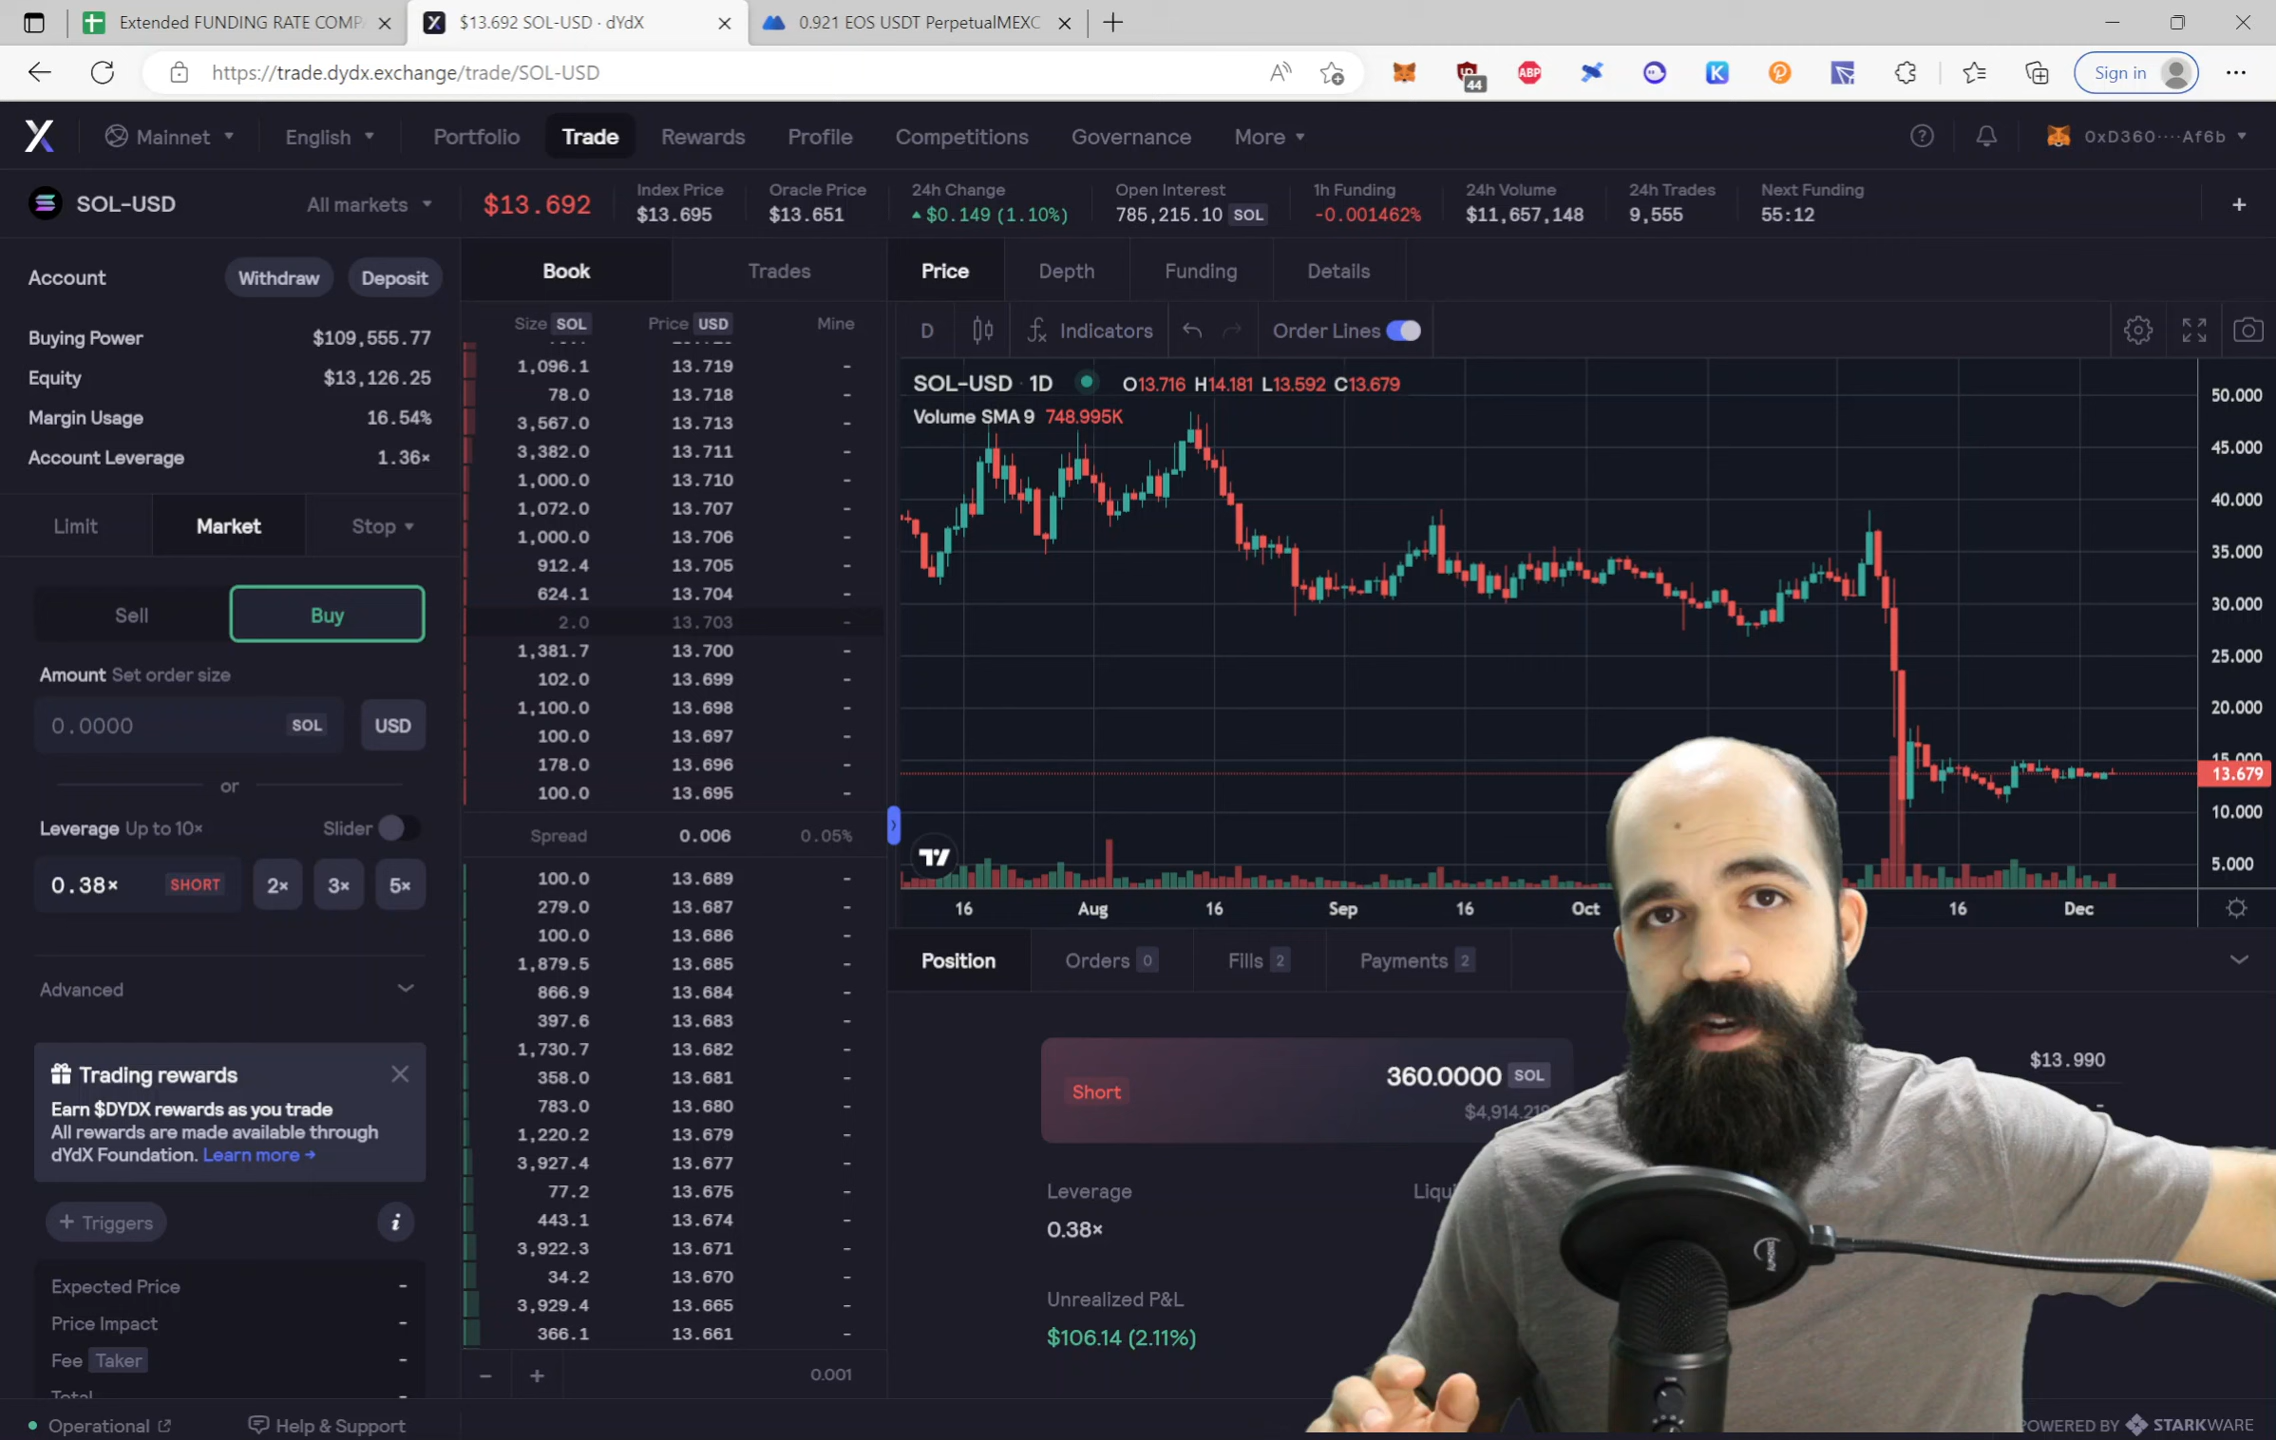 Extended FUNDING RATE COMP
$13.692 SOL-USD · dYdX
0.921 EOS USDT PerpetualMEXC
https://trade.dydx.exchange/trade/SOL-USD
44
ABP
Sign in
Mainnet
English
Portfolio
Trade
Rewards
Profile
Competitions
Governance
More
0xD360····Af6b
SOL-USD
All markets
$13.692
Index Price
$13.695
Oracle Price
$13.651
24h Change
$0.149 (1.10%)
Open Interest
785,215.10 SOL
1h Funding
-0.001462%
24h Volume
$11,657,148
24h Trades
9,555
Next Funding
55:12
Account
Withdraw
Deposit
Buying Power $109,555.77
Equity $13,126.25
Margin Usage 16.54%
Account Leverage 1.36×
Limit
Market
Stop
Sell
Buy
Amount Set order size
0.0000 SOL USD
or
Leverage Up to 10×
Slider
0.38× SHORT 2× 3× 5×
Advanced
Trading rewards
Earn $DYDX rewards as you trade
All rewards are made available through
dYdX Foundation. Learn more →
+ Triggers
Expected Price -
Price Impact -
Fee Taker -
Total -
Operational
Help & Support
Book
Trades
Size SOL Price USD Mine
1,096.1 13.719 -
78.0 13.718 -
3,567.0 13.713 -
3,382.0 13.711 -
1,000.0 13.710 -
1,072.0 13.707 -
1,000.0 13.706 -
912.4 13.705 -
624.1 13.704 -
2.0 13.703 -
1,381.7 13.700 -
102.0 13.699 -
1,100.0 13.698 -
100.0 13.697 -
178.0 13.696 -
100.0 13.695 -
Spread 0.006 0.05%
100.0 13.689 -
279.0 13.687 -
100.0 13.686 -
1,879.5 13.685 -
866.9 13.684 -
397.6 13.683 -
1,730.7 13.682 -
358.0 13.681 -
783.0 13.680 -
1,220.2 13.679 -
3,927.4 13.677 -
77.2 13.675 -
443.1 13.674 -
3,922.3 13.671 -
34.2 13.670 -
3,929.4 13.665 -
366.1 13.661 -
0.001
Price
Depth
Funding
Details
D
Indicators
Order Lines
SOL-USD · 1D O13.716 H14.181 L13.592 C13.679
Volume SMA 9 748.995K
50.000
45.000
40.000
35.000
30.000
25.000
20.000
15.000
13.679
10.000
5.000
16 Aug 16 Sep 16 Oct 16 Dec
Position
Orders 0
Fills 2
Payments 2
Short
360.0000 SOL
$13.990
-
Leverage
0.38×
Unrealized P&L
$106.14 (2.11%)
POWERED BY STARKWARE